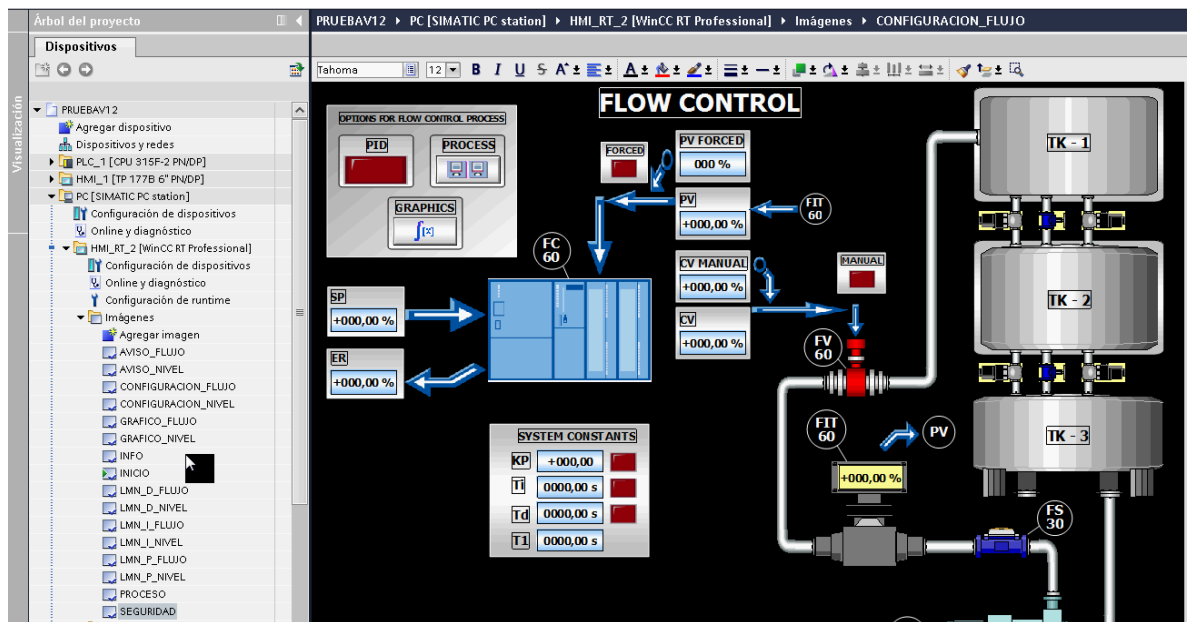 Árbol del proyecto
PRUEBAV12 ▸ PC [SIMATIC PC station] ▸ HMI_RT_2 [WinCC RT Professional] ▸ Imágenes ▸ CONFIGURACION_FLUJO
Dispositivos
Visualización
Tahoma
12
B I U S A
PRUEBAV12
Agregar dispositivo
Dispositivos y redes
PLC_1 [CPU 315F-2 PN/DP]
HMI_1 [TP 177B 6" PN/DP]
PC [SIMATIC PC station]
Configuración de dispositivos
Online y diagnóstico
HMI_RT_2 [WinCC RT Professional]
Configuración de dispositivos
Online y diagnóstico
Configuración de runtime
Imágenes
Agregar imagen
AVISO_FLUJO
AVISO_NIVEL
CONFIGURACION_FLUJO
CONFIGURACION_NIVEL
GRAFICO_FLUJO
GRAFICO_NIVEL
INFO
INICIO
LMN_D_FLUJO
LMN_D_NIVEL
LMN_I_FLUJO
LMN_I_NIVEL
LMN_P_FLUJO
LMN_P_NIVEL
PROCESO
SEGURIDAD
FLOW CONTROL
OPTIONS FOR FLOW CONTROL PROCESS
PID
PROCESS
GRAPHICS
∫[x]
FORCED
PV FORCED
000 %
PV
+000,00 %
FIT
60
FC
60
CV MANUAL
+000,00 %
MANUAL
CV
+000,00 %
SP
+000,00 %
ER
+000,00 %
FV
60
FIT
60
PV
+000,00 %
SYSTEM CONSTANTS
KP +000,00
Ti 0000,00 s
Td 0000,00 s
T1 0000,00 s
TK - 1
TK - 2
TK - 3
FS
30